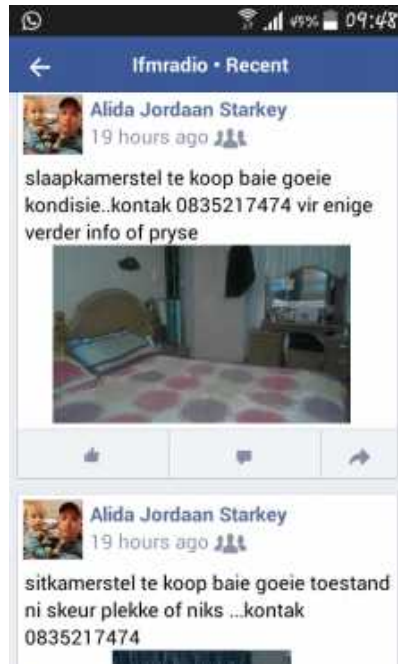 49% 09:48
Ifmradio • Recent
Alida Jordaan Starkey
19 hours ago
slaapkamerstel te koop baie goeie
kondisie..kontak 0835217474 vir enige
verder info of pryse
Alida Jordaan Starkey
19 hours ago
sitkamerstel te koop baie goeie toestand
ni skeur plekke of niks ...kontak
0835217474